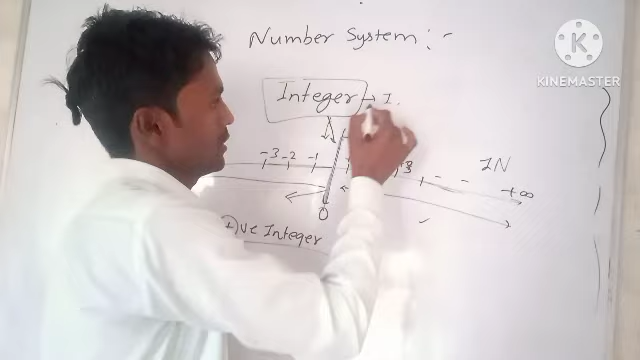 Number System :-
K
KINEMASTER
Integer → I
-3 -2 -1 3 - - IN
+∞
0
(+)ve Integer